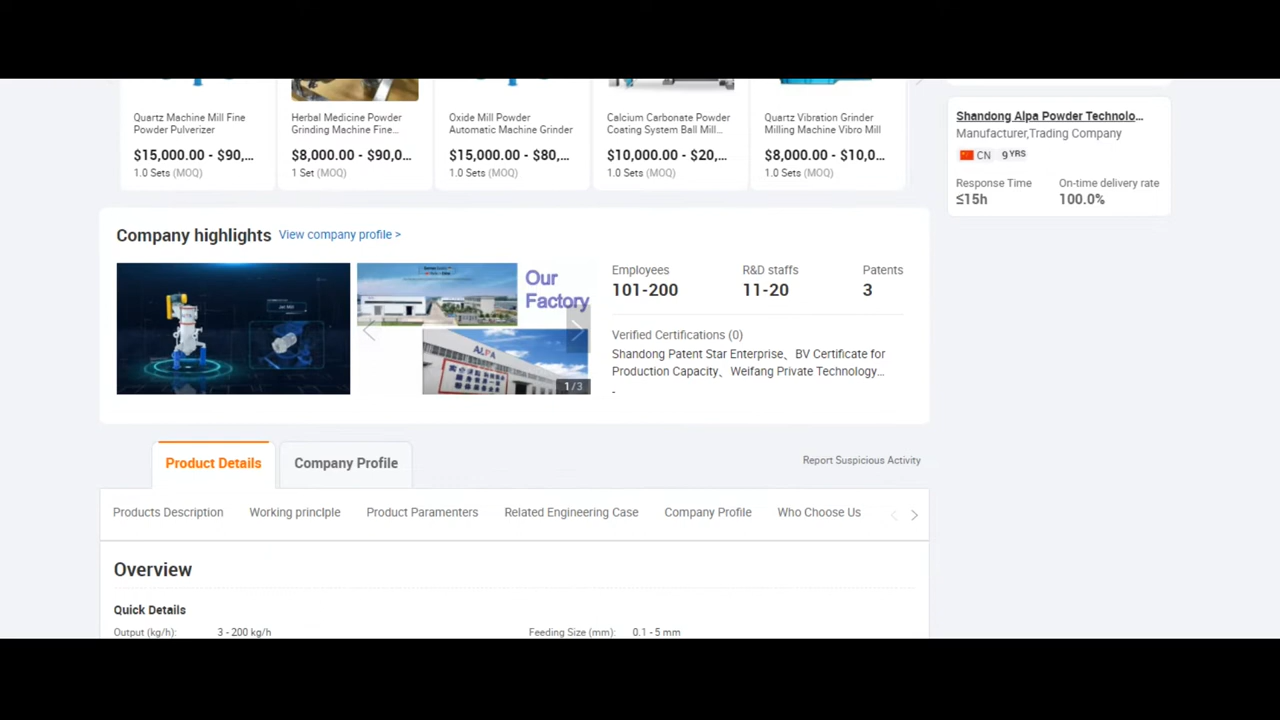 Quartz Machine Mill Fine
Powder Pulverizer
$15,000.00 - $90,...
1.0 Sets (MOQ)
Herbal Medicine Powder
Grinding Machine Fine...
$8,000.00 - $90,0...
1 Set (MOQ)
Oxide Mill Powder
Automatic Machine Grinder
$15,000.00 - $80,...
1.0 Sets (MOQ)
Calcium Carbonate Powder
Coating System Ball Mill...
$10,000.00 - $20,...
1.0 Sets (MOQ)
Quartz Vibration Grinder
Milling Machine Vibro Mill
$8,000.00 - $10,0...
1.0 Sets (MOQ)
Shandong Alpa Powder Technolo...
Manufacturer,Trading Company
CN 9 YRS
Response Time On-time delivery rate
≤15h 100.0%
Company highlights View company profile >
Our
Factory
ALPA
1/3
Employees R&D staffs Patents
101-200 11-20 3
Verified Certifications (0)
Shandong Patent Star Enterprise、BV Certificate for
Production Capacity、Weifang Private Technology...
-
Product Details Company Profile Report Suspicious Activity
Products Description Working princIple Product Paramenters Related Engineering Case Company Profile Who Choose Us
Overview
Quick Details
Output (kg/h): 3 - 200 kg/h Feeding Size (mm): 0.1 - 5 mm